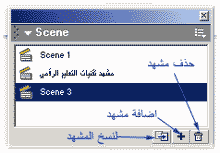 Scene
Scene 1
مشهد تقنيات التعليم الرقمي
Scene 3
حذف مشهد
اضافة مشهد
لنسخ المشهد